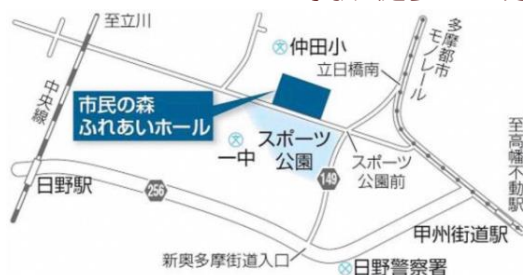 至立川
仲田小
多摩都市
モノレール
立日橋南
中央線
市民の森
ふれあいホール
一中
スポーツ
公園
スポーツ
公園前
至高幡不動駅
日野駅
256
149
甲州街道駅
新奥多摩街道入口
日野警察署